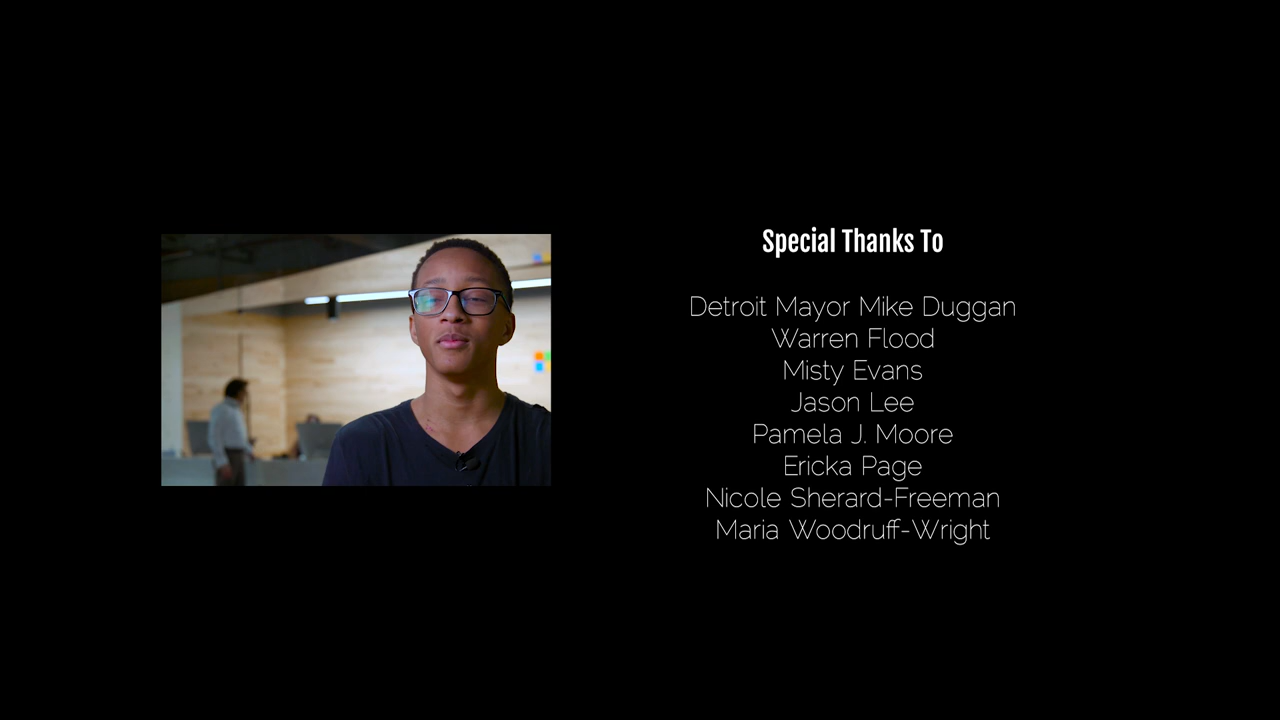 Special Thanks To
Detroit Mayor Mike Duggan
Warren Flood
Misty Evans
Jason Lee
Pamela J. Moore
Ericka Page
Nicole Sherard-Freeman
Maria Woodruff-Wright